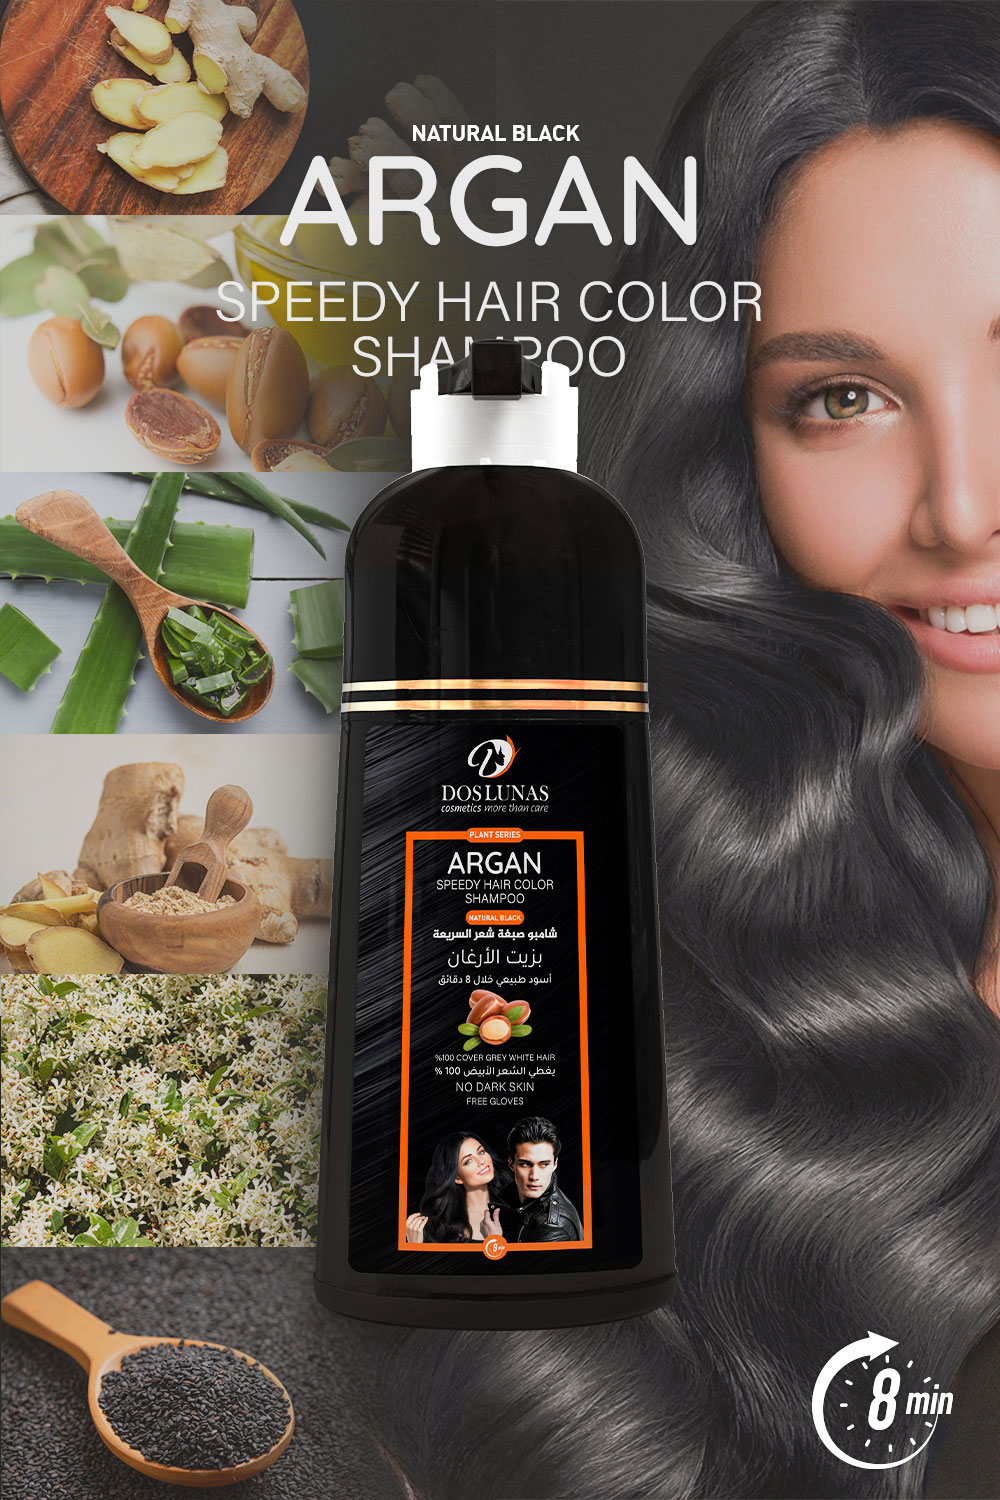 NATURAL BLACK
ARGAN
SPEEDY HAIR COLOR
SHAMPOO
DOSLUNAS
cosmetics more than care
PLANT SERIES
ARGAN
SPEEDY HAIR COLOR
SHAMPOO
NATURAL BLACK
شامبو صبغة شعر السريعة
بزيت الأرغان
أسود طبيعي خلال 8 دقائق
%100 COVER GREY WHITE HAIR
يغطي الشعر الأبيض 100 %
NO DARK SKIN
FREE GLOVES
8 min
8 min